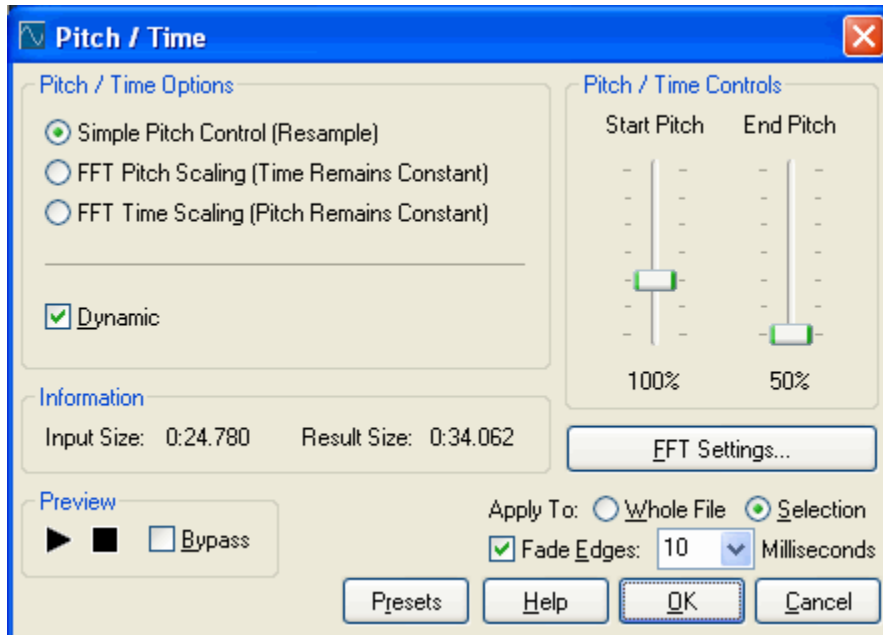 Pitch / Time
Pitch / Time Options
Simple Pitch Control (Resample)
FFT Pitch Scaling (Time Remains Constant)
FFT Time Scaling (Pitch Remains Constant)
Dynamic
Pitch / Time Controls
Start Pitch End Pitch
100% 50%
Information
Input Size: 0:24.780 Result Size: 0:34.062
FFT Settings...
Preview
Bypass
Apply To: Whole File Selection
Fade Edges: 10 Milliseconds
Presets Help OK Cancel